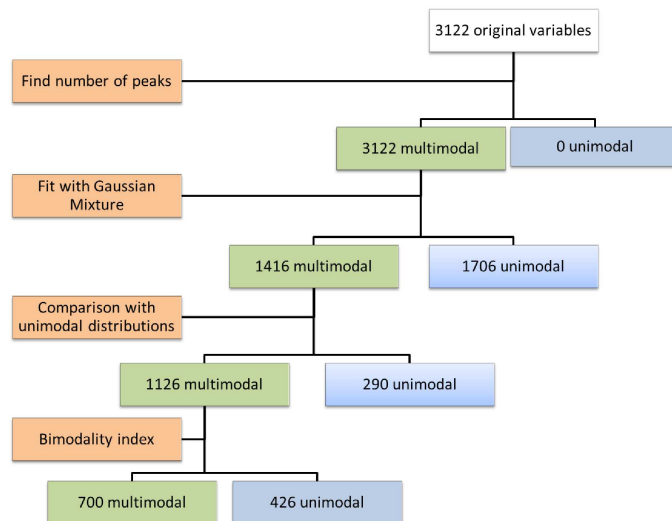 3122 original variables
Find number of peaks
3122 multimodal
0 unimodal
Fit with Gaussian
Mixture
1416 multimodal
1706 unimodal
Comparison with
unimodal distributions
1126 multimodal
290 unimodal
Bimodality index
700 multimodal
426 unimodal